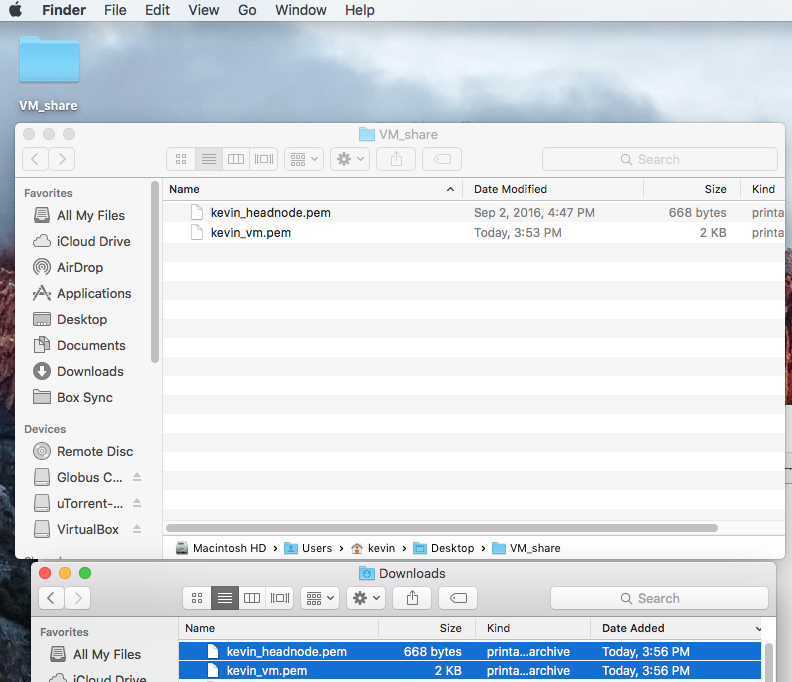 Finder File Edit View Go Window Help
VM_share
VM_share
Search
Favorites
Name Date Modified Size Kind
All My Files
kevin_headnode.pem Sep 2, 2016, 4:47 PM 668 bytes printa
kevin_vm.pem Today, 3:53 PM 2 KB printa
iCloud Drive
AirDrop
Applications
Desktop
Documents
Downloads
Box Sync
Devices
Remote Disc
Globus C...
uTorrent-...
VirtualBox
Macintosh HD › Users › kevin › Desktop › VM_share
Downloads
Search
Favorites
Name Size Kind Date Added
All My Files
kevin_headnode.pem 668 bytes printa...archive Today, 3:56 PM
kevin_vm.pem 2 KB printa...archive Today, 3:56 PM
iCloud Drive